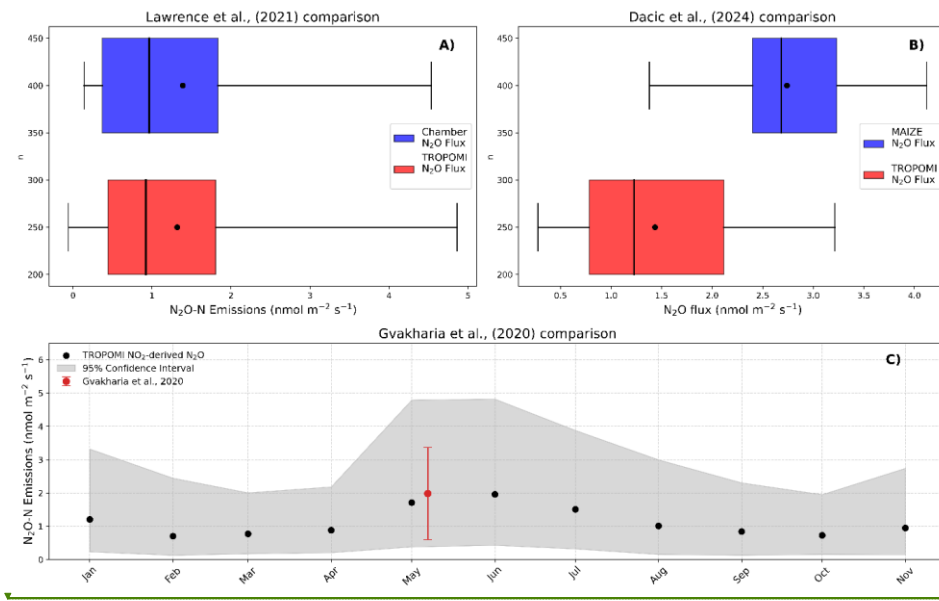 Lawrence et al., (2021) comparison
A)
450
400
350
300
250
200
n
Chamber
N₂O Flux
TROPOMI
N₂O Flux
0 1 2 3 4 5
N₂O-N Emissions (nmol m⁻² s⁻¹)
Dacic et al., (2024) comparison
B)
450
400
350
300
250
200
n
MAIZE
N₂O Flux
TROPOMI
N₂O Flux
0.5 1.0 1.5 2.0 2.5 3.0 3.5 4.0
N₂O flux (nmol m⁻² s⁻¹)
Gvakharia et al., (2020) comparison
C)
TROPOMI NO₂-derived N₂O
95% Confidence Interval
Gvakharia et al., 2020
6
5
4
3
2
1
0
N₂O-N Emissions (nmol m⁻² s⁻¹)
Jan Feb Mar Apr May Jun Jul Aug Sep Oct Nov